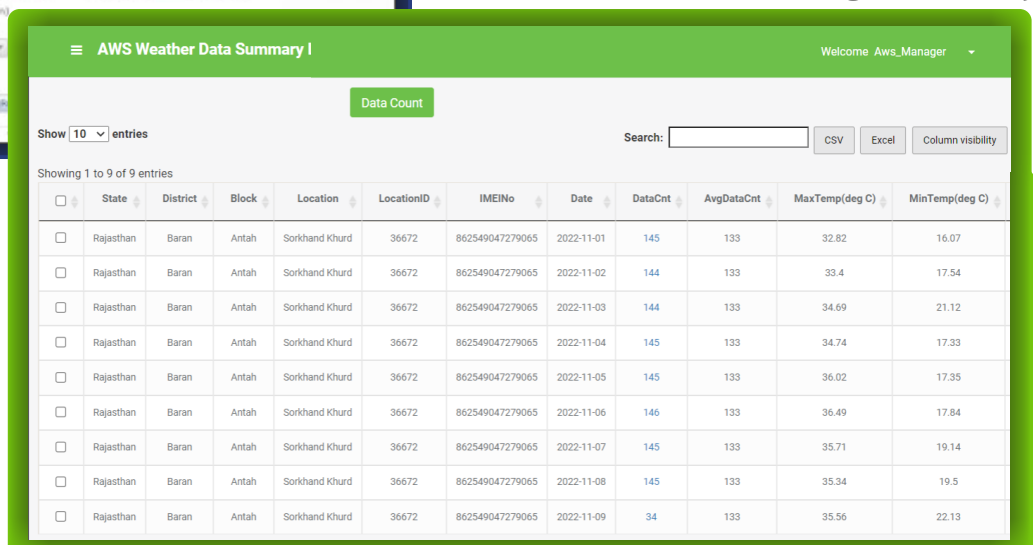 AWS Weather Data Summary
Welcome Aws_Manager
Data Count
Show 10 entries
Search: CSV Excel Column visibility
Showing 1 to 9 of 9 entries
State District Block Location LocationID IMEINo Date DataCnt AvgDataCnt MaxTemp(deg C) MinTemp(deg C)
Rajasthan Baran Antah Sorkhand Khurd 36672 862549047279065 2022-11-01 145 133 32.82 16.07
Rajasthan Baran Antah Sorkhand Khurd 36672 862549047279065 2022-11-02 144 133 33.4 17.54
Rajasthan Baran Antah Sorkhand Khurd 36672 862549047279065 2022-11-03 144 133 34.69 21.12
Rajasthan Baran Antah Sorkhand Khurd 36672 862549047279065 2022-11-04 145 133 34.74 17.33
Rajasthan Baran Antah Sorkhand Khurd 36672 862549047279065 2022-11-05 145 133 36.02 17.35
Rajasthan Baran Antah Sorkhand Khurd 36672 862549047279065 2022-11-06 146 133 36.49 17.84
Rajasthan Baran Antah Sorkhand Khurd 36672 862549047279065 2022-11-07 145 133 35.71 19.14
Rajasthan Baran Antah Sorkhand Khurd 36672 862549047279065 2022-11-08 145 133 35.34 19.5
Rajasthan Baran Antah Sorkhand Khurd 36672 862549047279065 2022-11-09 34 133 35.56 22.13